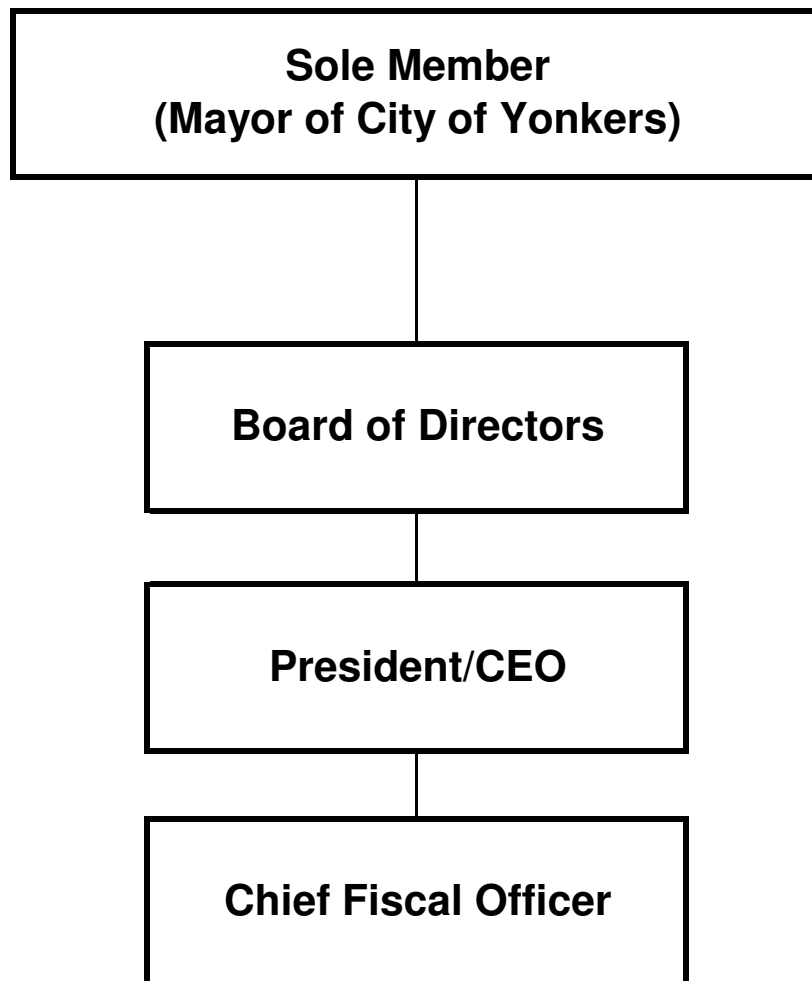 Sole Member
(Mayor of City of Yonkers)
Board of Directors
President/CEO
Chief Fiscal Officer